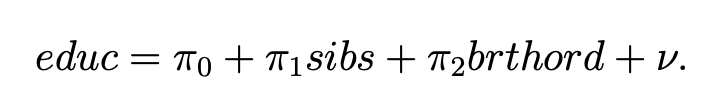 educ = π₀ + π₁sibs + π₂brthord + ν.